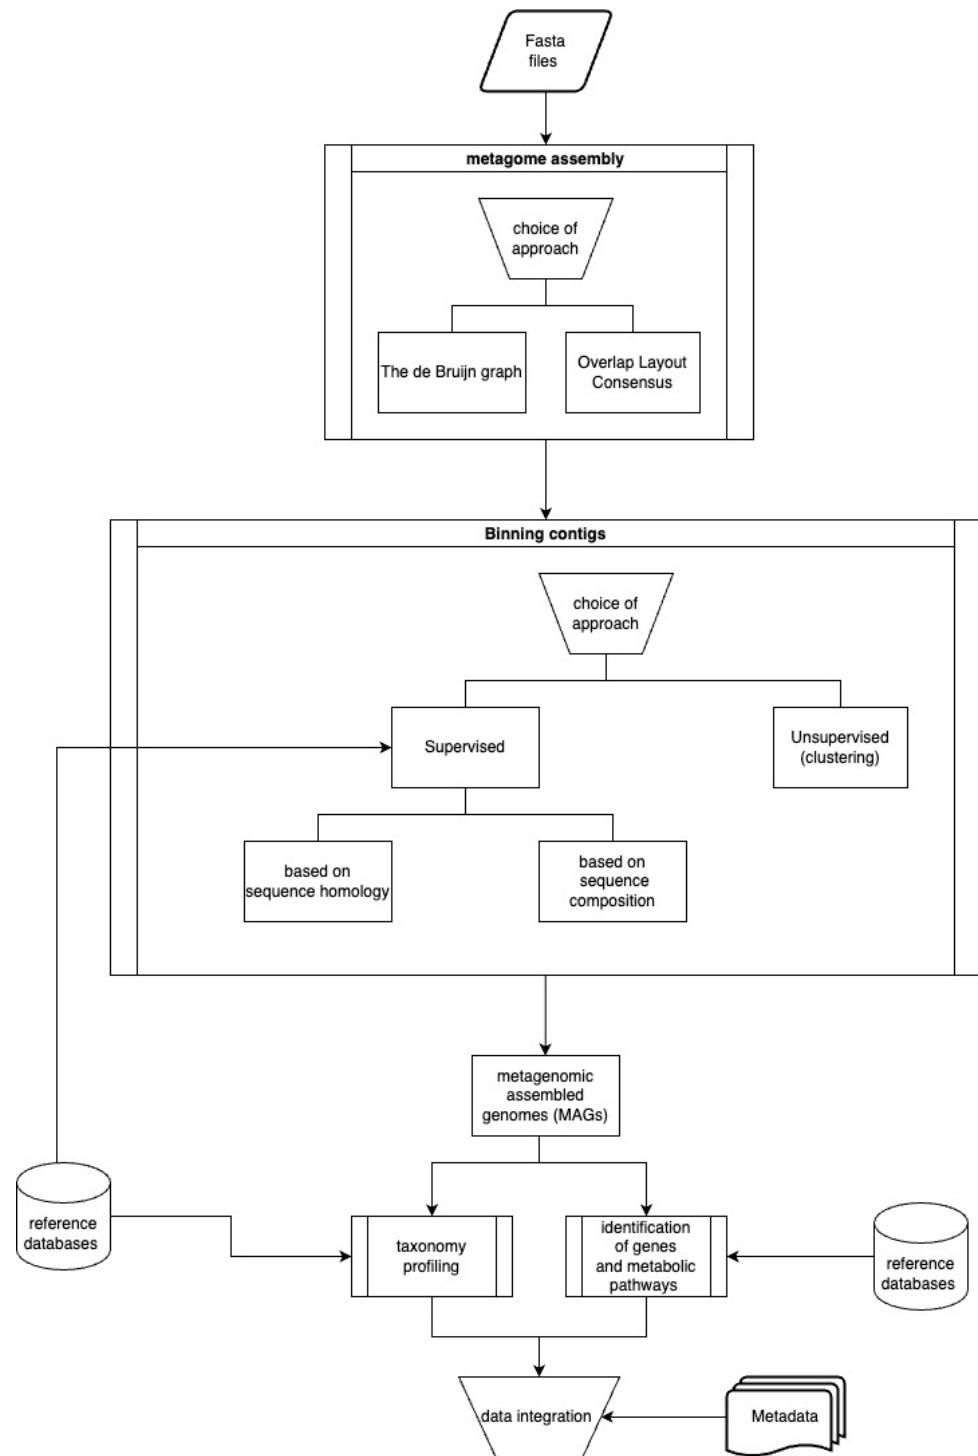 Fasta
files
metagome assembly
choice of
approach
The de Bruijn graph
Overlap Layout
Consensus
Binning contigs
choice of
approach
Supervised
Unsupervised
(clustering)
based on
sequence homology
based on
sequence
composition
metagenomic
assembled
genomes (MAGs)
reference
databases
taxonomy
profiling
identification
of genes
and metabolic
pathways
reference
databases
data integration
Metadata